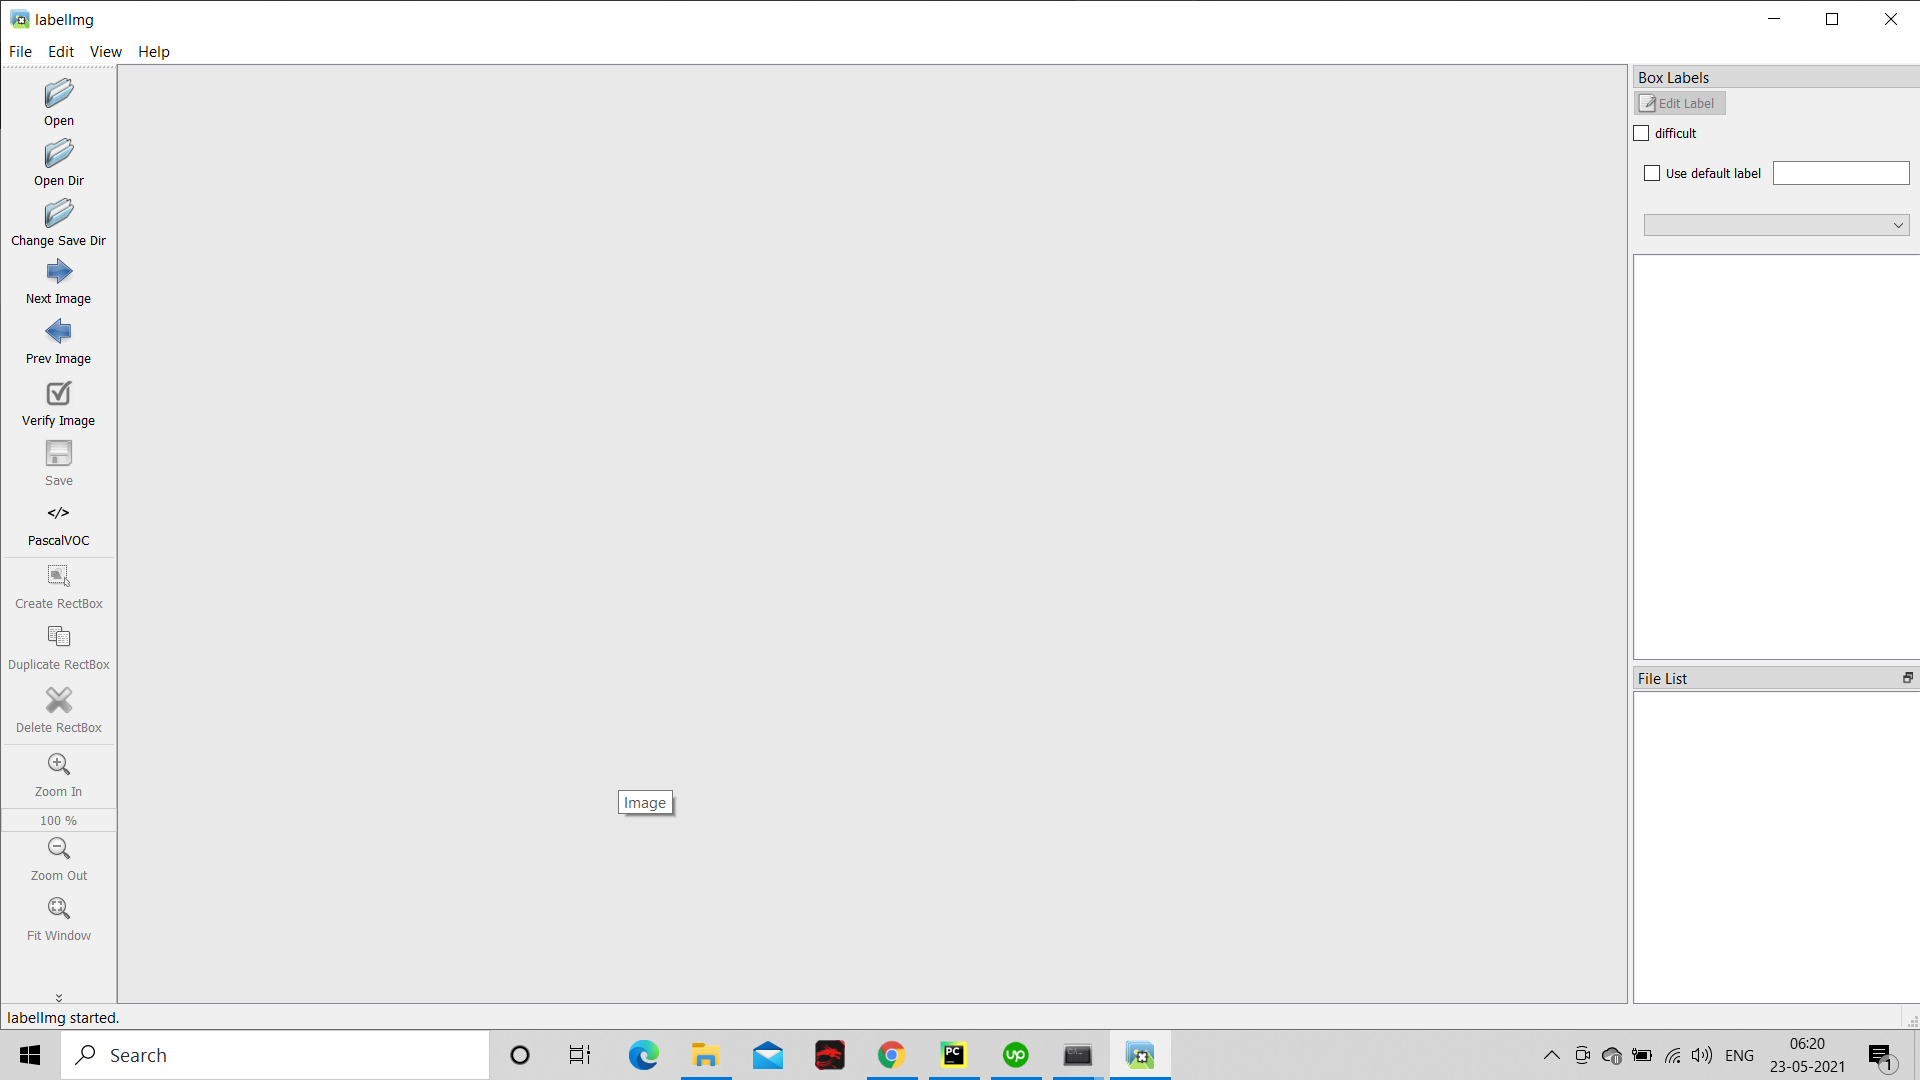 labelImg
File Edit View Help
Open
Open Dir
Change Save Dir
Next Image
Prev Image
Verify Image
Save
</>
PascalVOC
Create RectBox
Duplicate RectBox
Delete RectBox
Zoom In
100 %
Zoom Out
Fit Window
Image
Box Labels
Edit Label
difficult
Use default label
File List
labelImg started.
Search
PC
up
ENG
06:20
23-05-2021
1